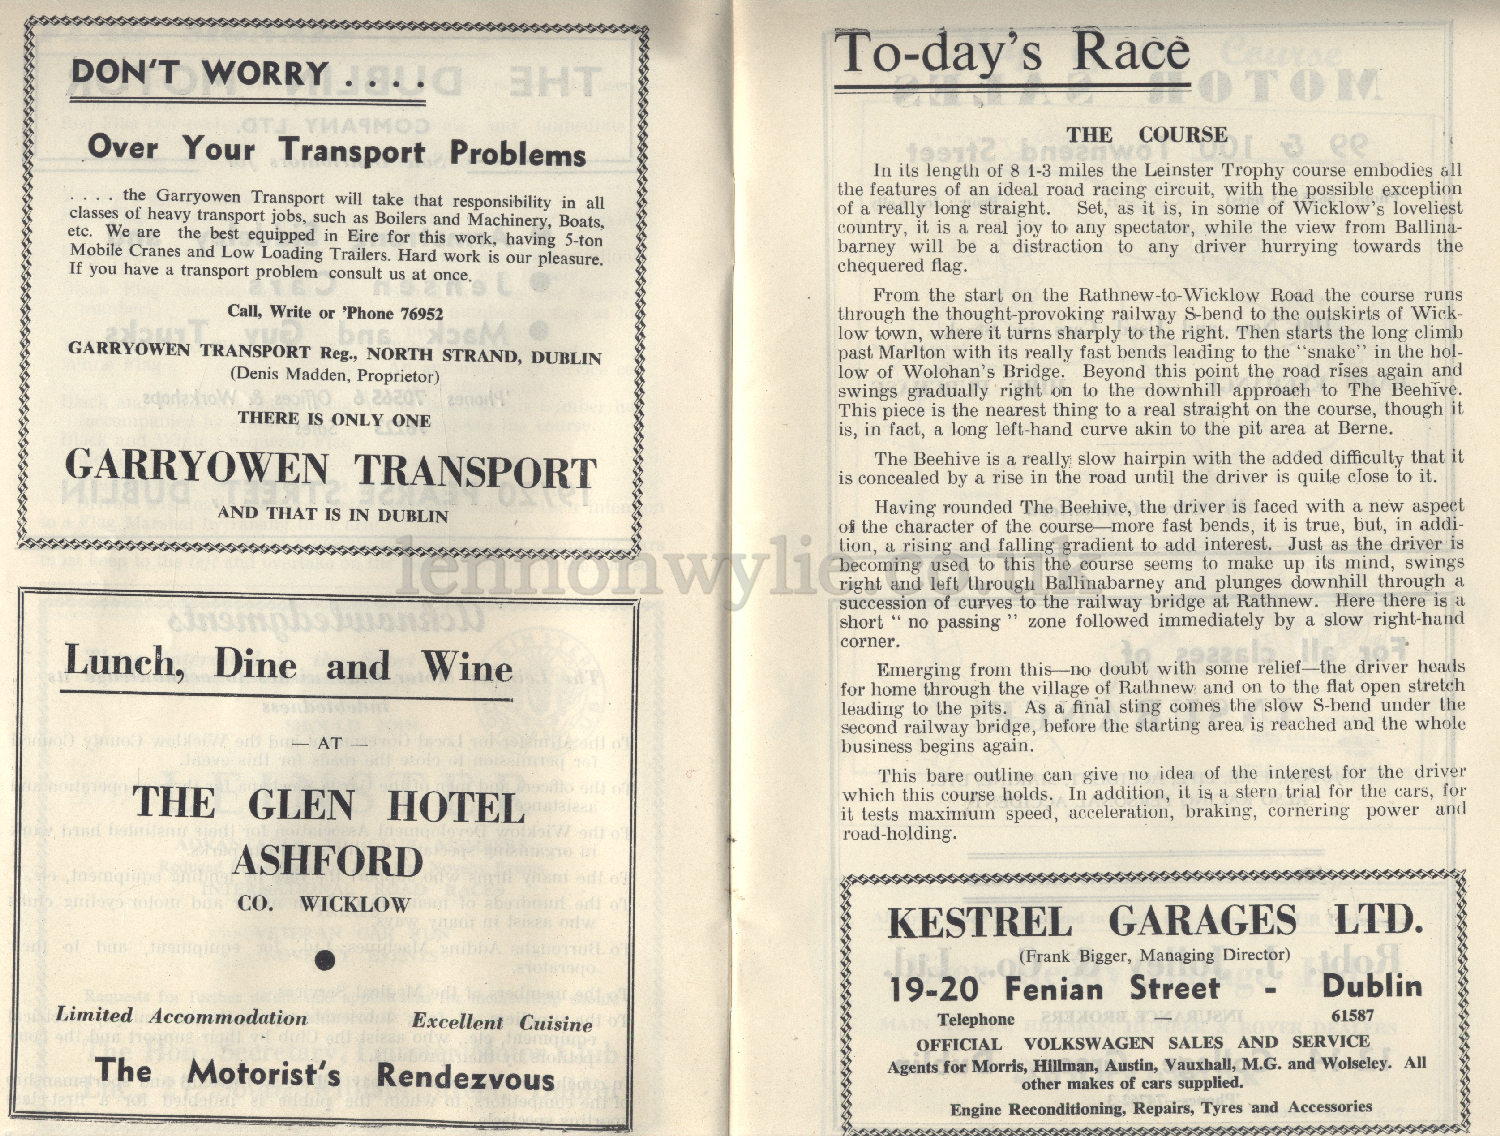 DON'T WORRY . . . .
Over Your Transport Problems
. . . . the Garryowen Transport will take that responsibility in all
classes of heavy transport jobs, such as Boilers and Machinery, Boats,
etc. We are the best equipped in Eire for this work, having 5-ton
Mobile Cranes and Low Loading Trailers. Hard work is our pleasure.
If you have a transport problem consult us at once.
Call, Write or 'Phone 76952
GARRYOWEN TRANSPORT Reg., NORTH STRAND, DUBLIN
(Denis Madden, Proprietor)
THERE IS ONLY ONE
GARRYOWEN TRANSPORT
AND THAT IS IN DUBLIN
Lunch, Dine and Wine
— AT —
THE GLEN HOTEL
ASHFORD
CO. WICKLOW
Limited Accommodation Excellent Cuisine
The Motorist's Rendezvous
To-day's Race
THE COURSE
In its length of 8 1-3 miles the Leinster Trophy course embodies all
the features of an ideal road racing circuit, with the possible exception
of a really long straight. Set, as it is, in some of Wicklow's loveliest
country, it is a real joy to any spectator, while the view from Ballina-
barney will be a distraction to any driver hurrying towards the
chequered flag.
From the start on the Rathnew-to-Wicklow Road the course runs
through the thought-provoking railway S-bend to the outskirts of Wick-
low town, where it turns sharply to the right. Then starts the long climb
past Marlton with its really fast bends leading to the "snake" in the hol-
low of Wolohan's Bridge. Beyond this point the road rises again and
swings gradually right on to the downhill approach to The Beehive.
This piece is the nearest thing to a real straight on the course, though it
is, in fact, a long left-hand curve akin to the pit area at Berne.
The Beehive is a really slow hairpin with the added difficulty that it
is concealed by a rise in the road until the driver is quite close to it.
Having rounded The Beehive, the driver is faced with a new aspect
of the character of the course—more fast bends, it is true, but, in addi-
tion, a rising and falling gradient to add interest. Just as the driver is
becoming used to this the course seems to make up its mind, swings
right and left through Ballinabarney and plunges downhill through a
succession of curves to the railway bridge at Rathnew. Here there is a
short " no passing " zone followed immediately by a slow right-hand
corner.
Emerging from this—no doubt with some relief—the driver heads
for home through the village of Rathnew and on to the flat open stretch
leading to the pits. As a final sting comes the slow S-bend under the
second railway bridge, before the starting area is reached and the whole
business begins again.
This bare outline can give no idea of the interest for the driver
which this course holds. In addition, it is a stern trial for the cars, for
it tests maximum speed, acceleration, braking, cornering power and
road-holding.
KESTREL GARAGES LTD.
(Frank Bigger, Managing Director)
19-20 Fenian Street - Dublin
Telephone — 61587
OFFICIAL VOLKSWAGEN SALES AND SERVICE
Agents for Morris, Hillman, Austin, Vauxhall, M.G. and Wolseley. All
other makes of cars supplied.
Engine Reconditioning, Repairs, Tyres and Accessories
lennonwylie.co.uk